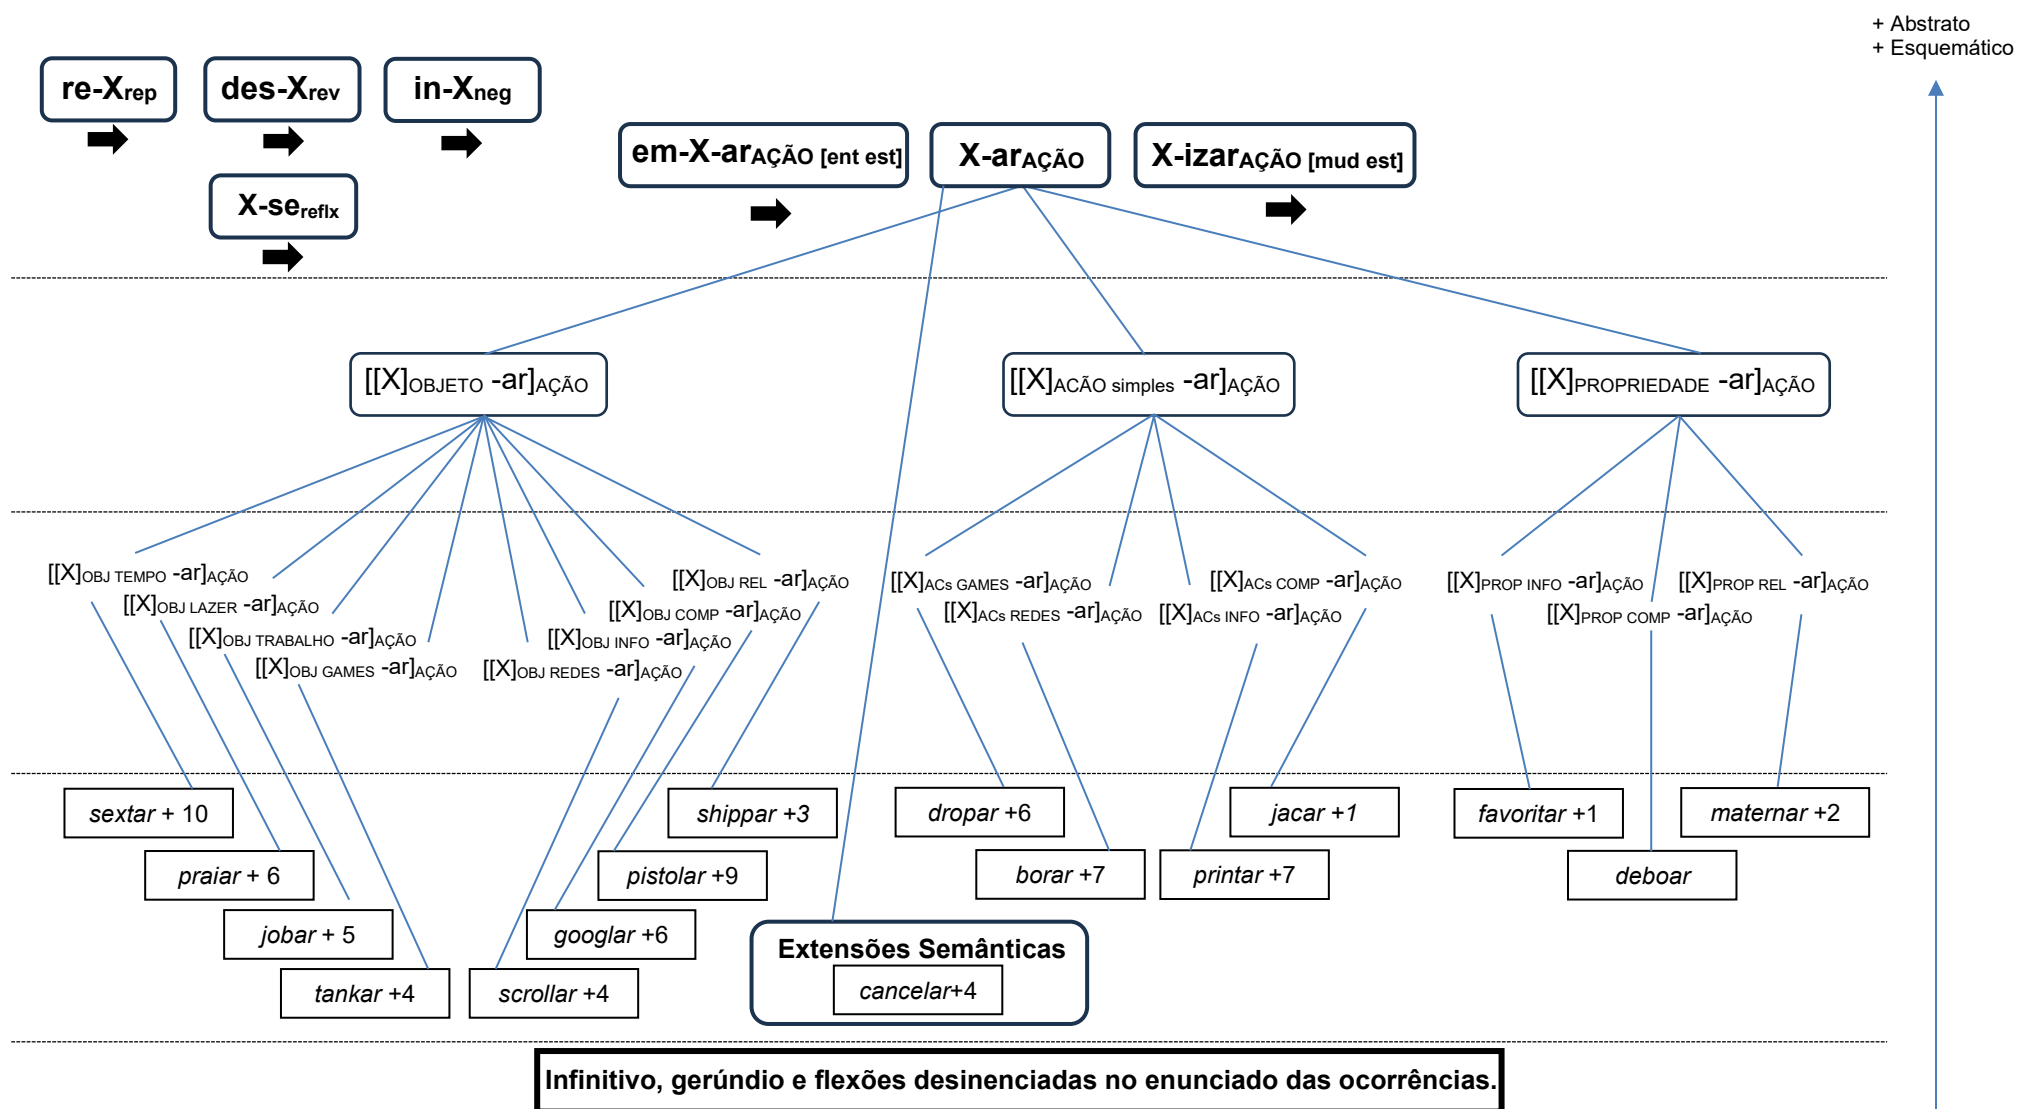 + Abstrato
+ Esquemático
re-Xrep
des-Xrev
in-Xneg
em-X-arAÇÃO [ent est]
X-arAÇÃO
X-izarAÇÃO [mud est]
X-sereflx
[[X]OBJETO -ar]AÇÃO
[[X]ACÃO simples -ar]AÇÃO
[[X]PROPRIEDADE -ar]AÇÃO
[[X]OBJ TEMPO -ar]AÇÃO
[[X]OBJ LAZER -ar]AÇÃO
[[X]OBJ TRABALHO -ar]AÇÃO
[[X]OBJ GAMES -ar]AÇÃO
[[X]OBJ REDES -ar]AÇÃO
[[X]OBJ INFO -ar]AÇÃO
[[X]OBJ COMP -ar]AÇÃO
[[X]OBJ REL -ar]AÇÃO
[[X]ACs GAMES -ar]AÇÃO
[[X]ACs REDES -ar]AÇÃO
[[X]ACs INFO -ar]AÇÃO
[[X]ACs COMP -ar]AÇÃO
[[X]PROP INFO -ar]AÇÃO
[[X]PROP COMP -ar]AÇÃO
[[X]PROP REL -ar]AÇÃO
sextar + 10
praiar + 6
jobar + 5
tankar +4
scrollar +4
googlar +6
pistolar +9
shippar +3
dropar +6
borar +7
printar +7
jacar +1
favoritar +1
deboar
maternar +2
Extensões Semânticas
cancelar+4
Infinitivo, gerúndio e flexões desinenciadas no enunciado das ocorrências.